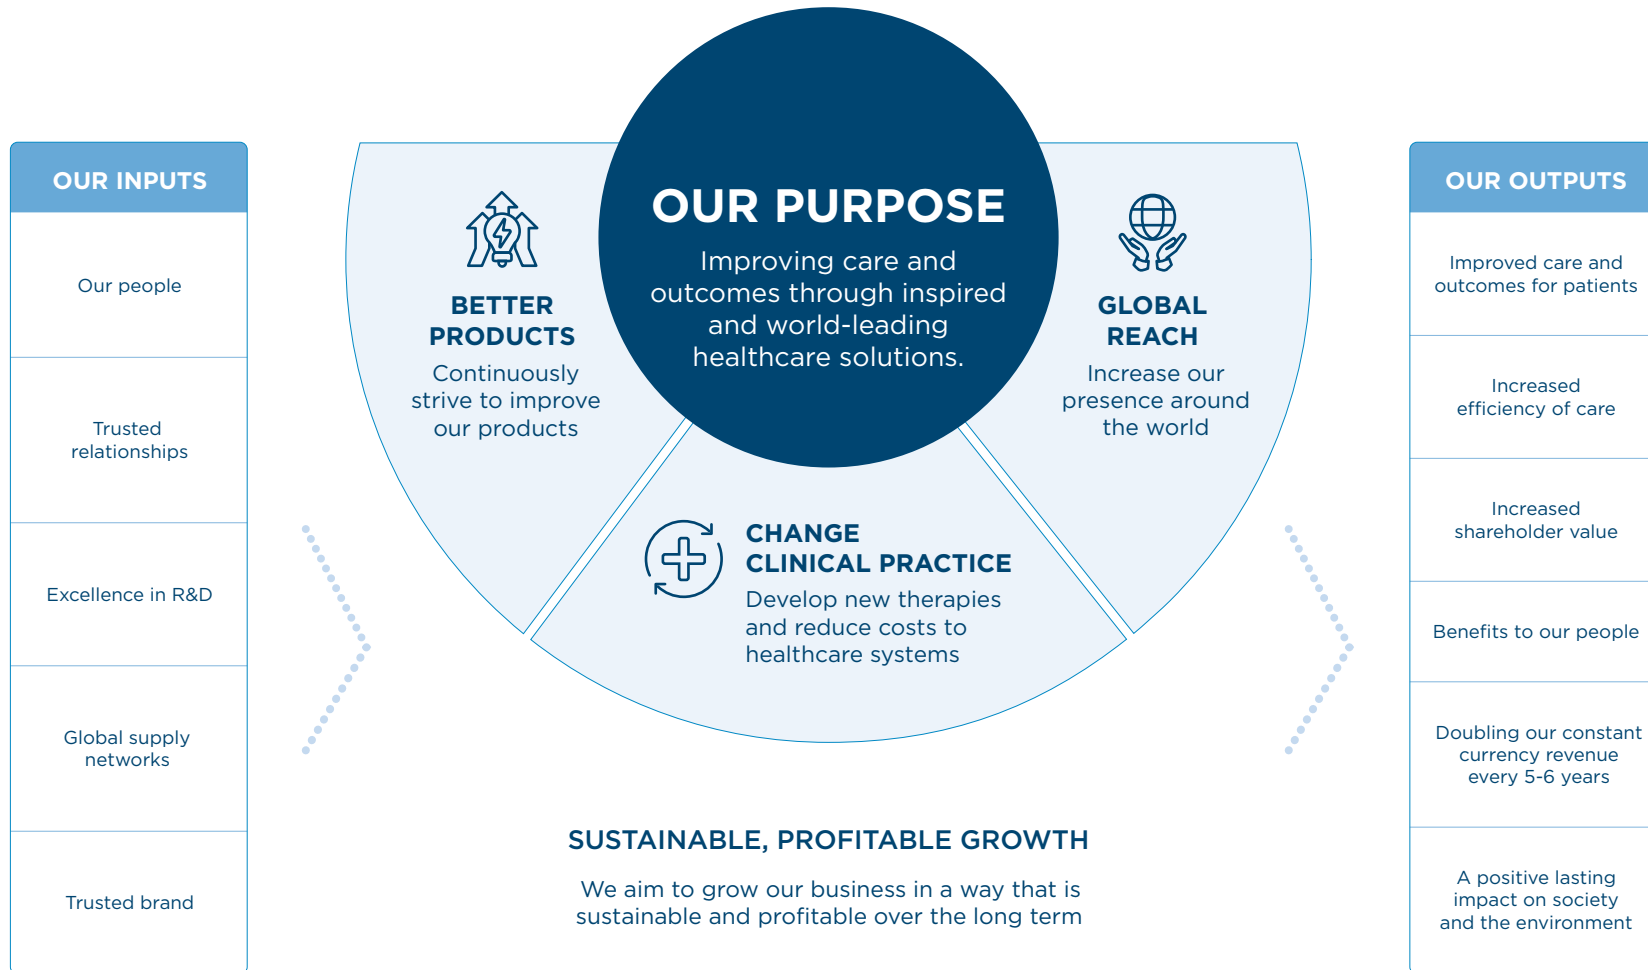 OUR INPUTS
Our people
Trusted
relationships
Excellence in R&D
Global supply
networks
Trusted brand
OUR PURPOSE
Improving care and
outcomes through inspired
and world-leading
healthcare solutions.
BETTER
PRODUCTS
Continuously
strive to improve
our products
CHANGE
CLINICAL PRACTICE
Develop new therapies
and reduce costs to
healthcare systems
GLOBAL
REACH
Increase our
presence around
the world
SUSTAINABLE, PROFITABLE GROWTH
We aim to grow our business in a way that is
sustainable and profitable over the long term
OUR OUTPUTS
Improved care and
outcomes for patients
Increased
efficiency of care
Increased
shareholder value
Benefits to our people
Doubling our constant
currency revenue
every 5-6 years
A positive lasting
impact on society
and the environment